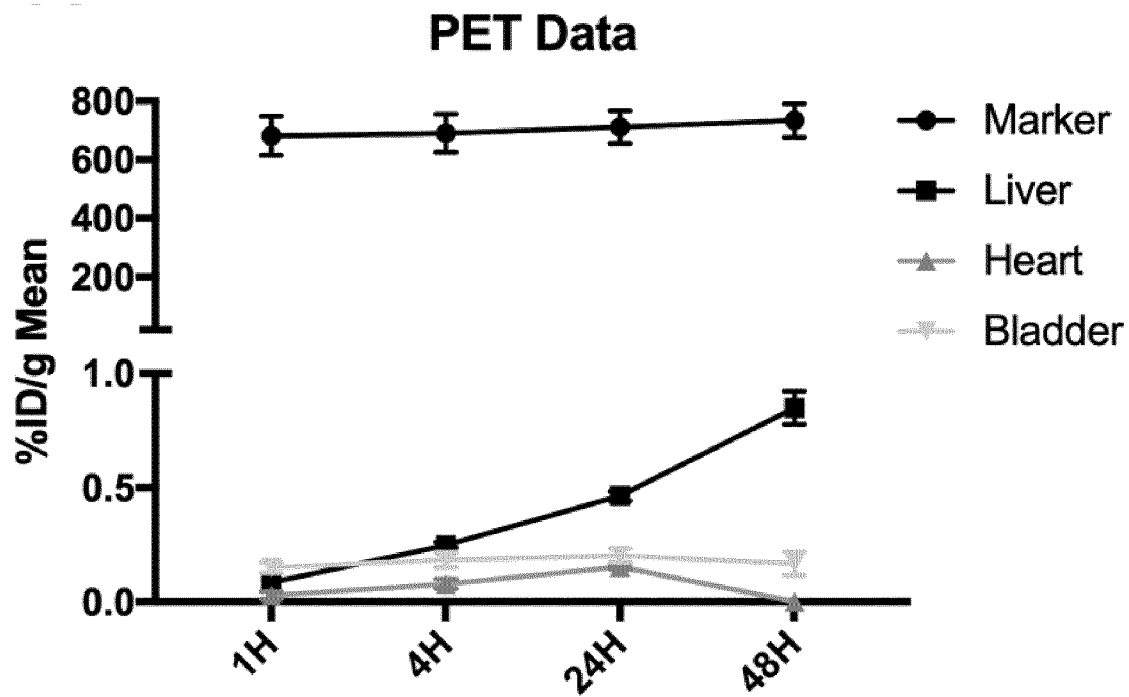 PET Data
%ID/g Mean
800
600
400
200
1.0
0.5
0.0
1H
4H
24H
48H
Marker
Liver
Heart
Bladder